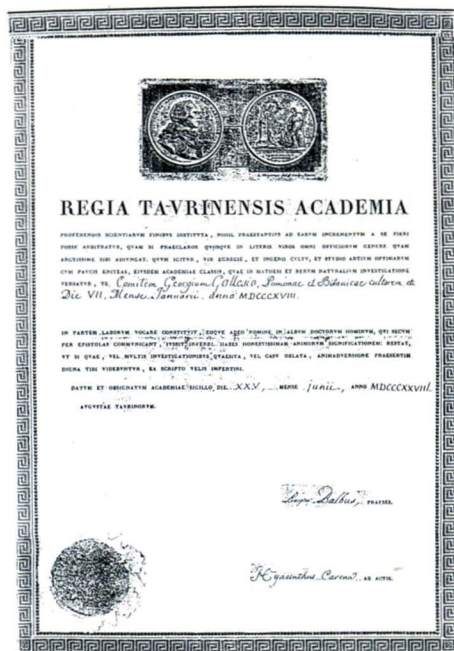 REGIA TAVRINENSIS ACADEMIA
PROFERENDIS SCIENTIARVM FINIBVS INSTITVTA, NIHIL PRAESTANTIVS AD EARVM INCREMENTVM A SE FIERI
POSSE ARBITRATVR, QVAM SI PRAECLAROS QVOSQVE IN LITERIS VIROS OMNI OFFICIORVM GENERE QVAM
ARCTISSIME SIBI ADIVNGAT. QVVM IGITVR, VIR EGREGIE, ET INGENII CVLTV, ET STVDIO ARTIVM OPTIMARVM
CVM PAVCIS ENITEAS, EIVSDEM ACADEMIAE CLASSIS, QVAE IN MATHESI ET RERVM NATVRALIVM INVESTIGATIONE
VERSATVR, TE, Comitem Georgium Gallesio, Pomonae et Botanicae cultorem
Die VII. Mense Januarii anno MDCCCXVIII.
IN PARTEM LABORVM VOCARE CONSTITVIT, EOQVE ADEO NOMINE IN ALBVM DOCTORVM HOMINVM, QVI SECVM
PER EPISTOLAS COMMVNICANT, IVSSIT REFERRI. HABES HONESTISSIMAM ANIMORVM SIGNIFICATIONEM: RESTAT,
VT SI QVAE, VEL MVLTIS INVESTIGATIONIBVS QVAESITA, VEL CASV OBLATA, ANIMADVERSIONE PRAESERTIM
DIGNA TIBI VIDEBVNTVR, EA SCRIPTO VELIS IMPERTIRI.
DATVM ET OBSIGNATVM ACADEMIAE SIGILLO DIE XXV, MENSE Junii, ANNO MDCCCXXVIII.
AVGVSTAE TAVRINORVM.
Balbus, PRAESES.
Hyacinthus Carena, AB ACTIS.